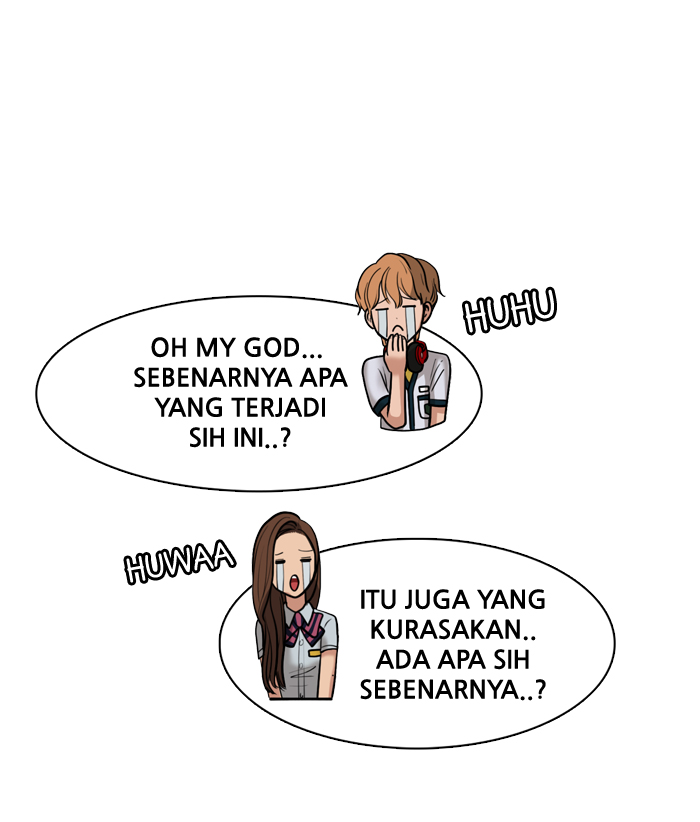 HUHU
OH MY GOD...
SEBENARNYA APA
YANG TERJADI
SIH INI..?
HUWAA
ITU JUGA YANG
KURASAKAN..
ADA APA SIH
SEBENARNYA..?